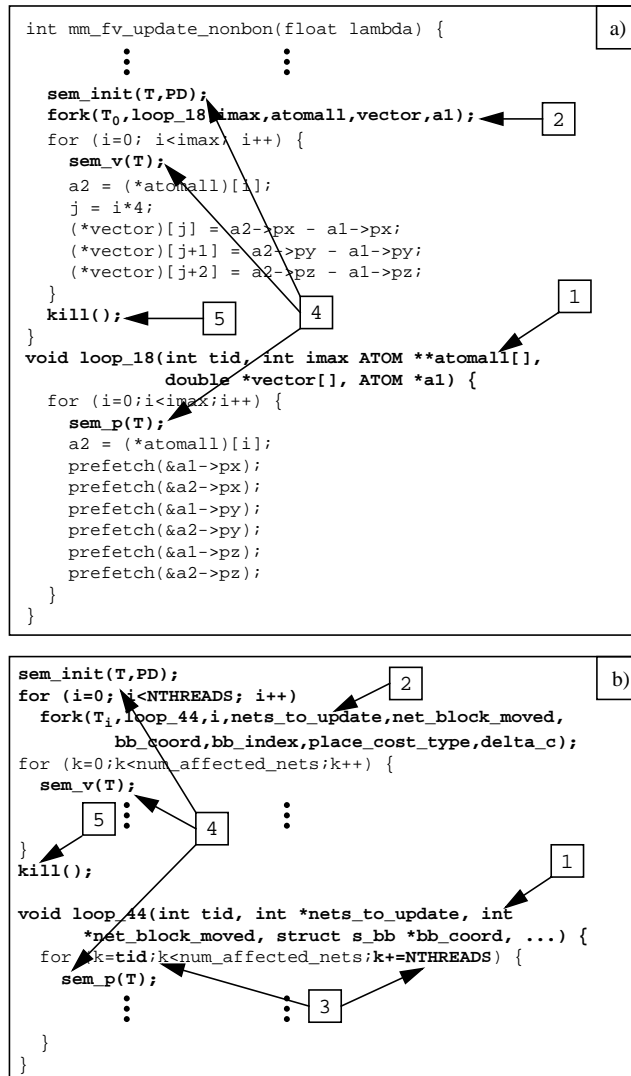 int mm_fv_update_nonbon(float lambda) {
a)
sem_init(T,PD);
fork(T0,loop_18,imax,atomall,vector,a1);
2
for (i=0; i<imax; i++) {
sem_v(T);
a2 = (*atomall)[i];
j = i*4;
(*vector)[j] = a2->px - a1->px;
(*vector)[j+1] = a2->py - a1->py;
(*vector)[j+2] = a2->pz - a1->pz;
}
kill();
5
4
1
}
void loop_18(int tid, int imax ATOM **atomall[],
double *vector[], ATOM *a1) {
for (i=0;i<imax;i++) {
sem_p(T);
a2 = (*atomall)[i];
prefetch(&a1->px);
prefetch(&a2->px);
prefetch(&a1->py);
prefetch(&a2->py);
prefetch(&a1->pz);
prefetch(&a2->pz);
}
}
b)
sem_init(T,PD);
2
for (i=0; i<NTHREADS; i++)
fork(Ti,loop_44,i,nets_to_update,net_block_moved,
bb_coord,bb_index,place_cost_type,delta_c);
for (k=0;k<num_affected_nets;k++) {
sem_v(T);
5
4
}
kill();
1
void loop_44(int tid, int *nets_to_update, int
*net_block_moved, struct s_bb *bb_coord, ...) {
for (k=tid;k<num_affected_nets;k+=NTHREADS) {
sem_p(T);
3
}
}